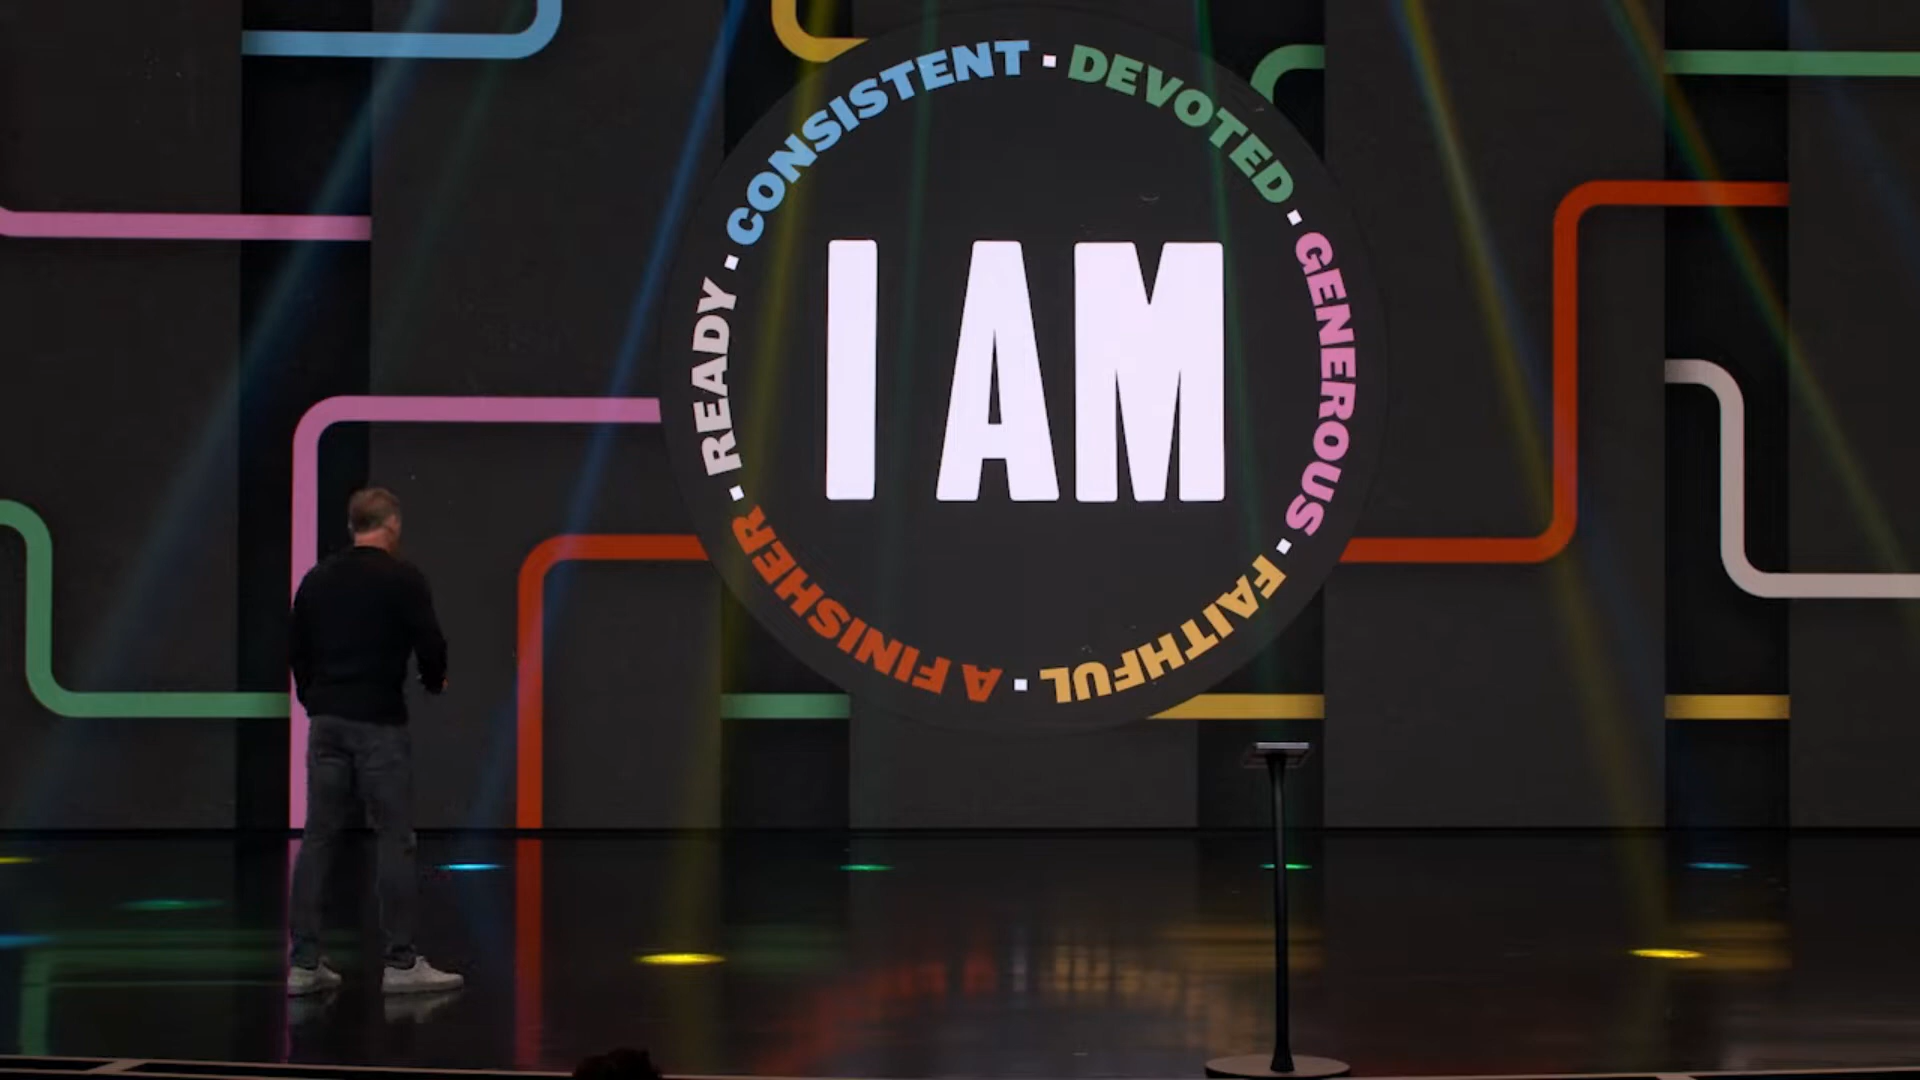 I AM
CONSISTENT · DEVOTED · GENEROUS · FAITHFUL · A FINISHER · READY ·